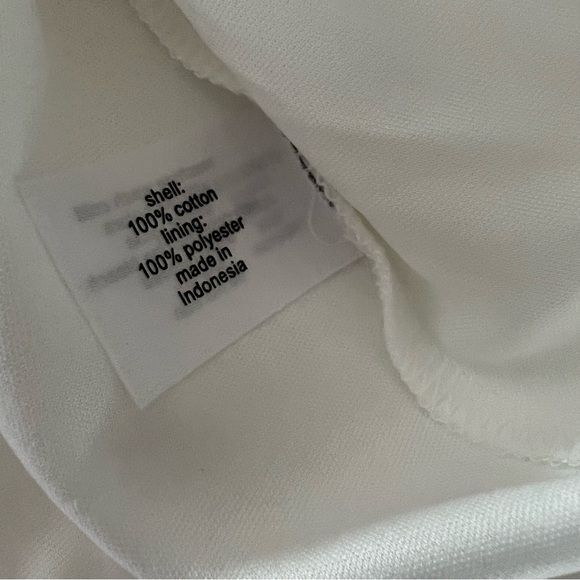 shell:
100% cotton
lining:
100% polyester
made in
Indonesia